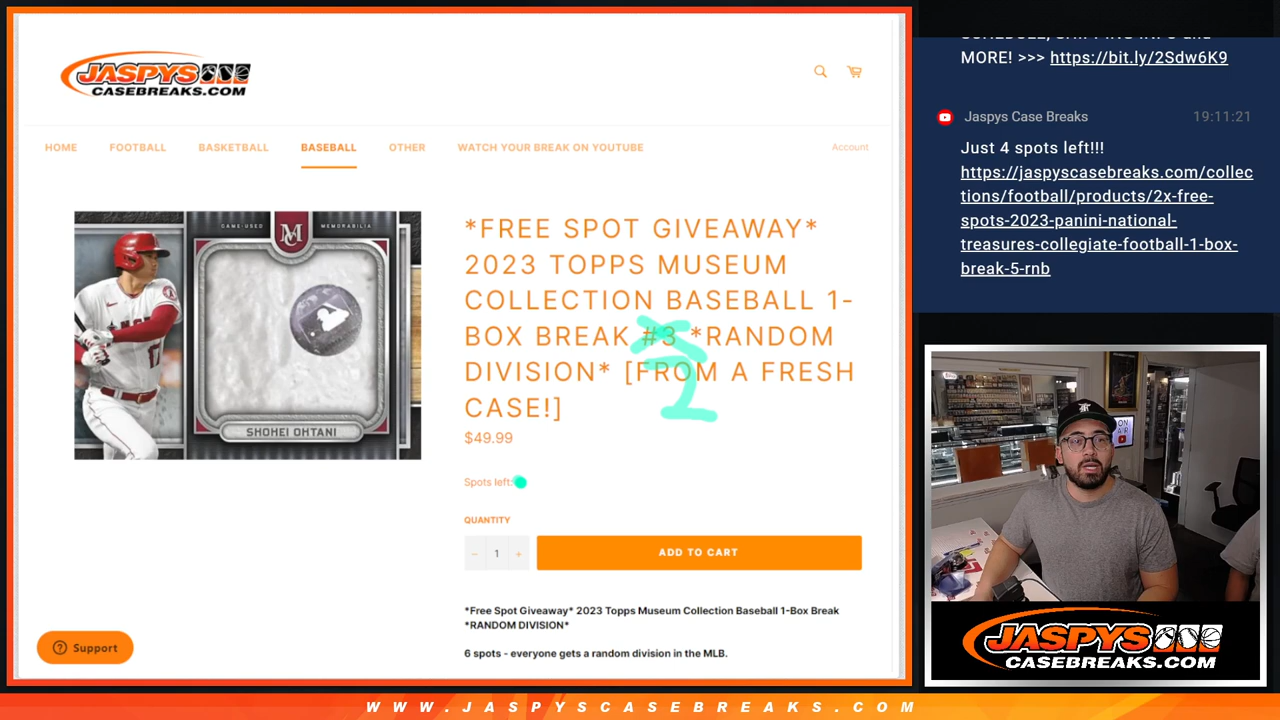 JASPYS
CASEBREAKS.COM
HOME FOOTBALL BASKETBALL BASEBALL OTHER WATCH YOUR BREAK ON YOUTUBE Account
GAME-USED M MEMORABILIA
SHOHEI OHTANI
*FREE SPOT GIVEAWAY*
2023 TOPPS MUSEUM
COLLECTION BASEBALL 1-
BOX BREAK #3 *RANDOM
DIVISION* [FROM A FRESH
CASE!]
2
$49.99
Spots left:
QUANTITY
− 1 + ADD TO CART
*Free Spot Giveaway* 2023 Topps Museum Collection Baseball 1-Box Break
*RANDOM DIVISION*
6 spots - everyone gets a random division in the MLB.
Support
MORE! >>> https://bit.ly/2Sdw6K9
Jaspys Case Breaks 19:11:21
Just 4 spots left!!!
https://jaspyscasebreaks.com/collec
tions/football/products/2x-free-
spots-2023-panini-national-
treasures-collegiate-football-1-box-
break-5-rnb
ON
AIR
JASPYS
CASEBREAKS.COM
WWW.JASPYSCASEBREAKS.COM